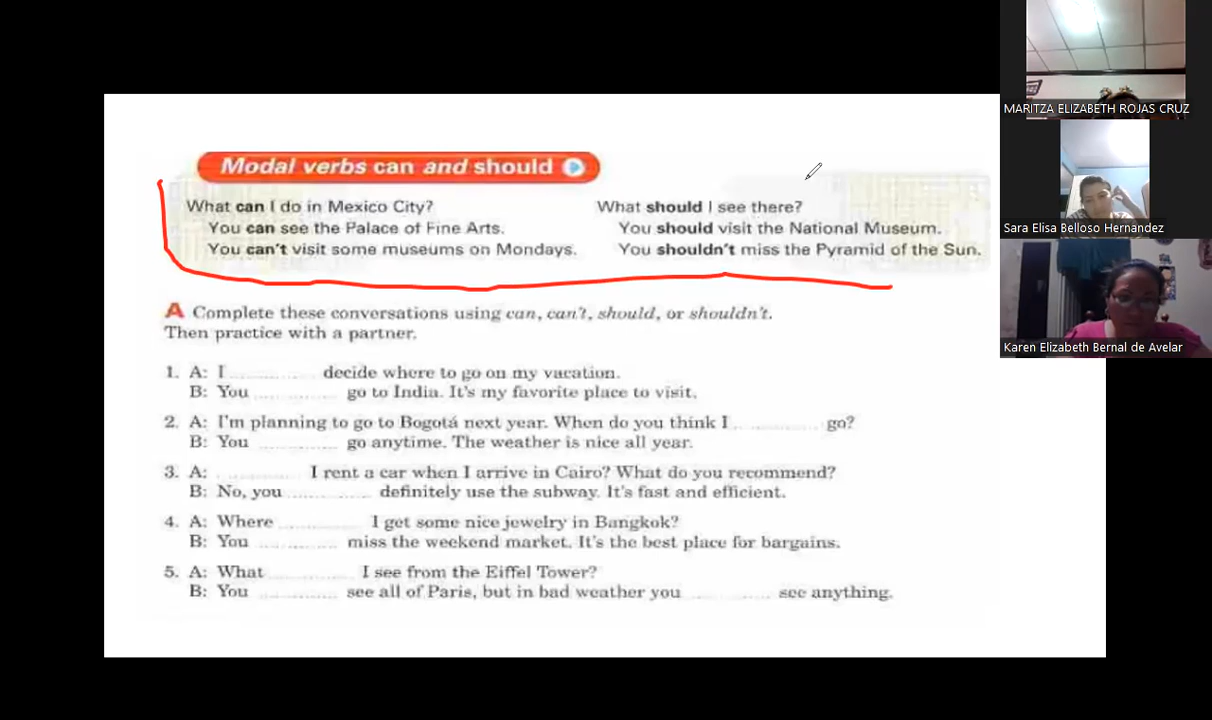 Modal verbs can and should
What can I do in Mexico City?
You can see the Palace of Fine Arts.
You can't visit some museums on Mondays.
What should I see there?
You should visit the National Museum.
You shouldn't miss the Pyramid of the Sun.
A Complete these conversations using can, can't, should, or shouldn't.
Then practice with a partner.
1. A: I ............ decide where to go on my vacation.
B: You ............ go to India. It's my favorite place to visit.
2. A: I'm planning to go to Bogotá next year. When do you think I ............ go?
B: You ............ go anytime. The weather is nice all year.
3. A: ............ I rent a car when I arrive in Cairo? What do you recommend?
B: No, you ............ definitely use the subway. It's fast and efficient.
4. A: Where ............ I get some nice jewelry in Bangkok?
B: You ............ miss the weekend market. It's the best place for bargains.
5. A: What ............ I see from the Eiffel Tower?
B: You ............ see all of Paris, but in bad weather you ............ see anything.
MARITZA ELIZABETH ROJAS CRUZ
Sara Elisa Belloso Hernandez
Karen Elizabeth Bernal de Avelar